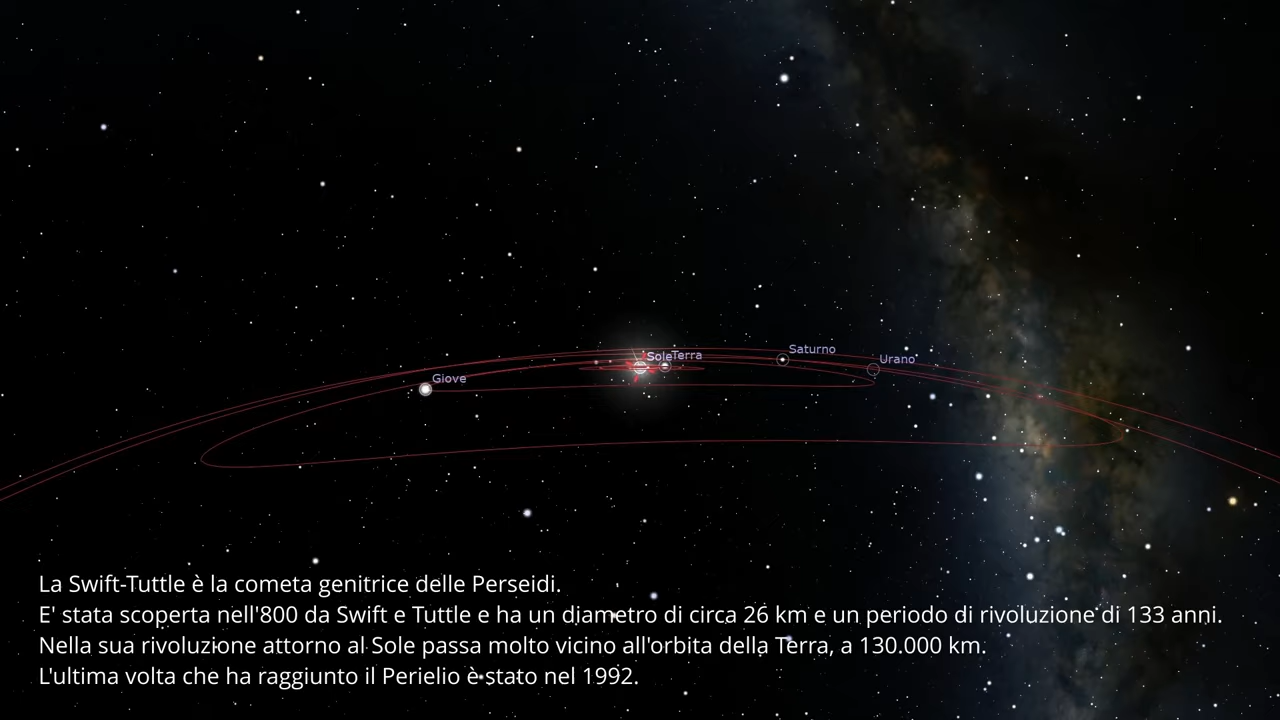 Saturno
Sole
Terra
Urano
Giove
La Swift-Tuttle è la cometa genitrice delle Perseidi.
E' stata scoperta nell'800 da Swift e Tuttle e ha un diametro di circa 26 km e un periodo di rivoluzione di 133 anni.
Nella sua rivoluzione attorno al Sole passa molto vicino all'orbita della Terra, a 130.000 km.
L'ultima volta che ha raggiunto il Perielio è stato nel 1992.